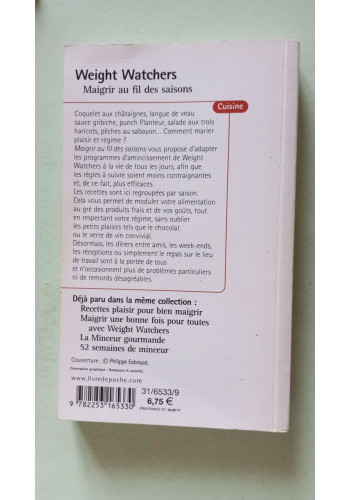 Weight Watchers
Maigrir au fil des saisons
Cuisine
Coquelet aux châtaignes, langue de veau
sauce gribiche, punch Planteur, salade aux trois
haricots, pêches au sabayon... Comment marier
plaisir et régime ?
Maigrir au fil des saisons vous propose d'adapter
les programmes d'amincissement de Weight
Watchers à la vie de tous les jours, afin que
les règles à suivre soient moins contraignantes
et, de ce fait, plus efficaces.
Les recettes sont ici regroupées par saison.
Cela vous permet de moduler votre alimentation
au gré des produits frais et de vos goûts, tout
en respectant votre régime, sans oublier
les petits plaisirs tels que le chocolat
ou le verre de vin convivial.
Désormais, les dîners entre amis, les week-ends,
les réceptions ou simplement le repas sur le lieu
de travail sont à la portée de tous
et n'occasionnent plus de problèmes particuliers
ni de remords désagréables.
Déjà paru dans la même collection :
Recettes plaisir pour bien maigrir
Maigrir une bonne fois pour toutes
avec Weight Watchers
La Minceur gourmande
52 semaines de minceur
Couverture : © Philippe Exbrayat.
Conception graphique :
www.livredepoche.com
31/6533/9
6,75 €
9 782253 165330